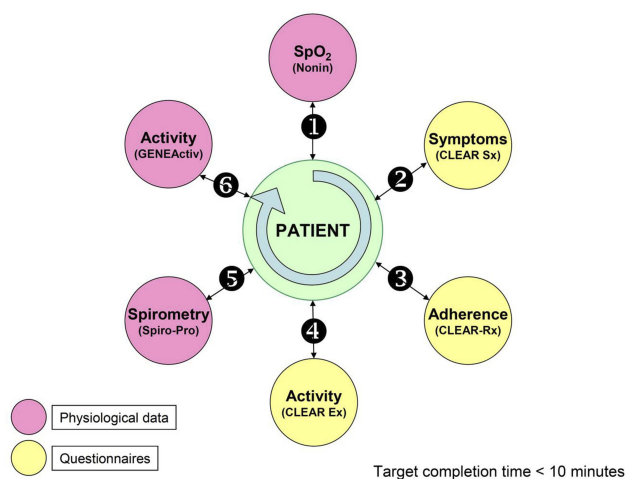 SpO₂
(Nonin)
1
Activity
(GENEActiv)
Symptoms
(CLEAR Sx)
6
2
PATIENT
5
3
Spirometry
(Spiro-Pro)
Adherence
(CLEAR-Rx)
4
Activity
(CLEAR Ex)
Physiological data
Questionnaires
Target completion time < 10 minutes